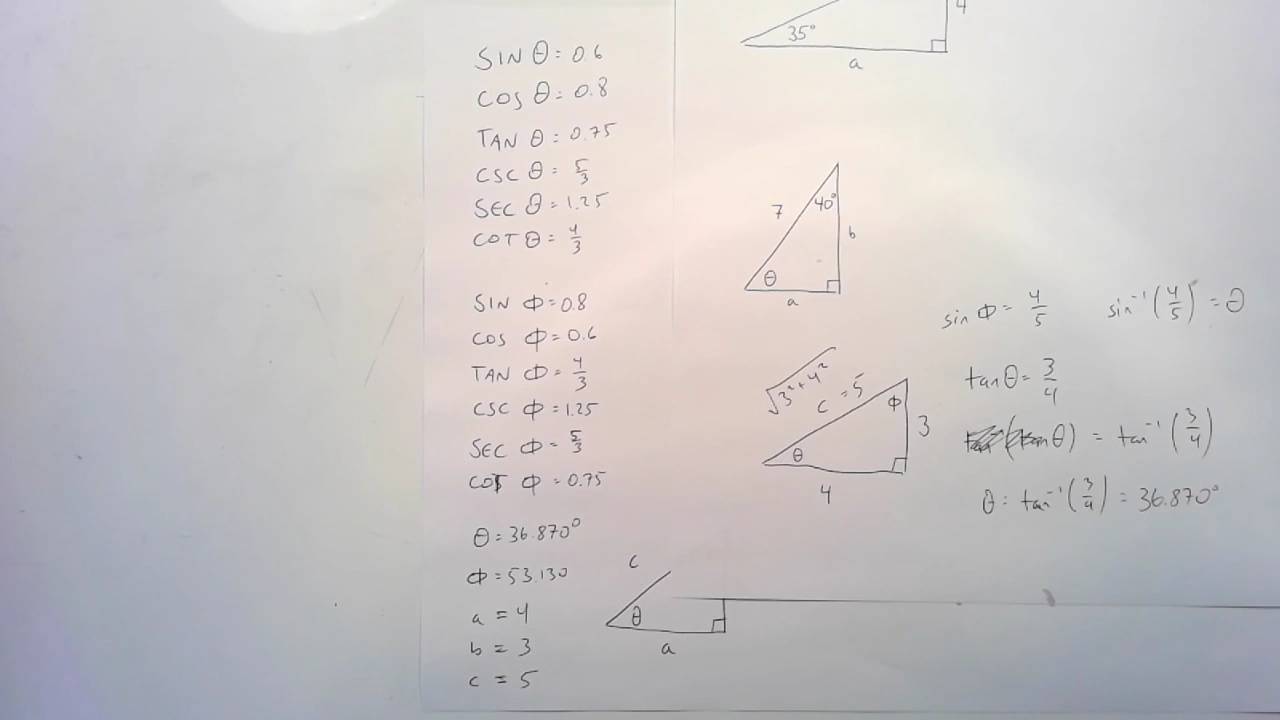 SIN θ = 0.6
COS θ = 0.8
TAN θ = 0.75
CSC θ = 5/3
SEC θ = 1.25
COT θ = 4/3
SIN Φ = 0.8
COS Φ = 0.6
TAN Φ = 4/3
CSC Φ = 1.25
SEC Φ = 5/3
COT Φ = 0.75
θ = 36.870°
Φ = 53.130
a = 4
b = 3
c = 5
35°
4
a
7
40°
b
θ
a
√3²+4²
c = 5
Φ
3
θ
4
c
θ
a
sin Φ = 4/5
sin⁻¹(4/5) = θ
tan θ = 3/4
θ) = tan⁻¹(3/4)
θ = tan⁻¹(3/4) = 36.870°